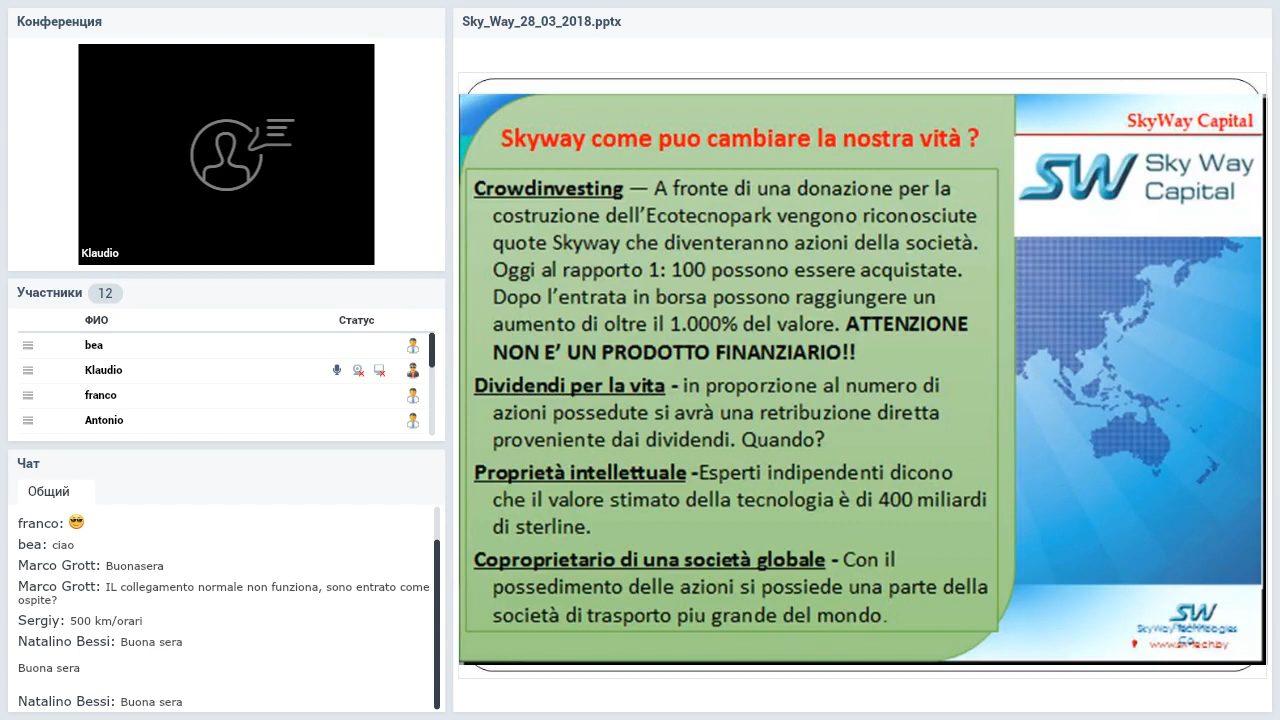 Конференция
Klaudio
Участники 12
ФИО Статус
bea
Klaudio
franco
Antonio
Чат
Общий
franco:
bea: ciao
Marco Grott: Buonasera
Marco Grott: IL collegamento normale non funziona, sono entrato come
ospite?
Sergiy: 500 km/orari
Natalino Bessi: Buona sera
Buona sera
Natalino Bessi: Buona sera
Sky_Way_28_03_2018.pptx
Skyway come puo cambiare la nostra vità ?
Crowdinvesting — A fronte di una donazione per la
costruzione dell’Ecotecnopark vengono riconosciute
quote Skyway che diventeranno azioni della società.
Oggi al rapporto 1: 100 possono essere acquistate.
Dopo l’entrata in borsa possono raggiungere un
aumento di oltre il 1.000% del valore. ATTENZIONE
NON E’ UN PRODOTTO FINANZIARIO!!
Dividendi per la vita - in proporzione al numero di
azioni possedute si avrà una retribuzione diretta
proveniente dai dividendi. Quando?
Proprietà intellettuale -Esperti indipendenti dicono
che il valore stimato della tecnologia è di 400 miliardi
di sterline.
Coproprietario di una società globale - Con il
possedimento delle azioni si possiede una parte della
società di trasporto piu grande del mondo.
SkyWay Capital
SW Sky Way
Capital
SW
SkyWay Technologies